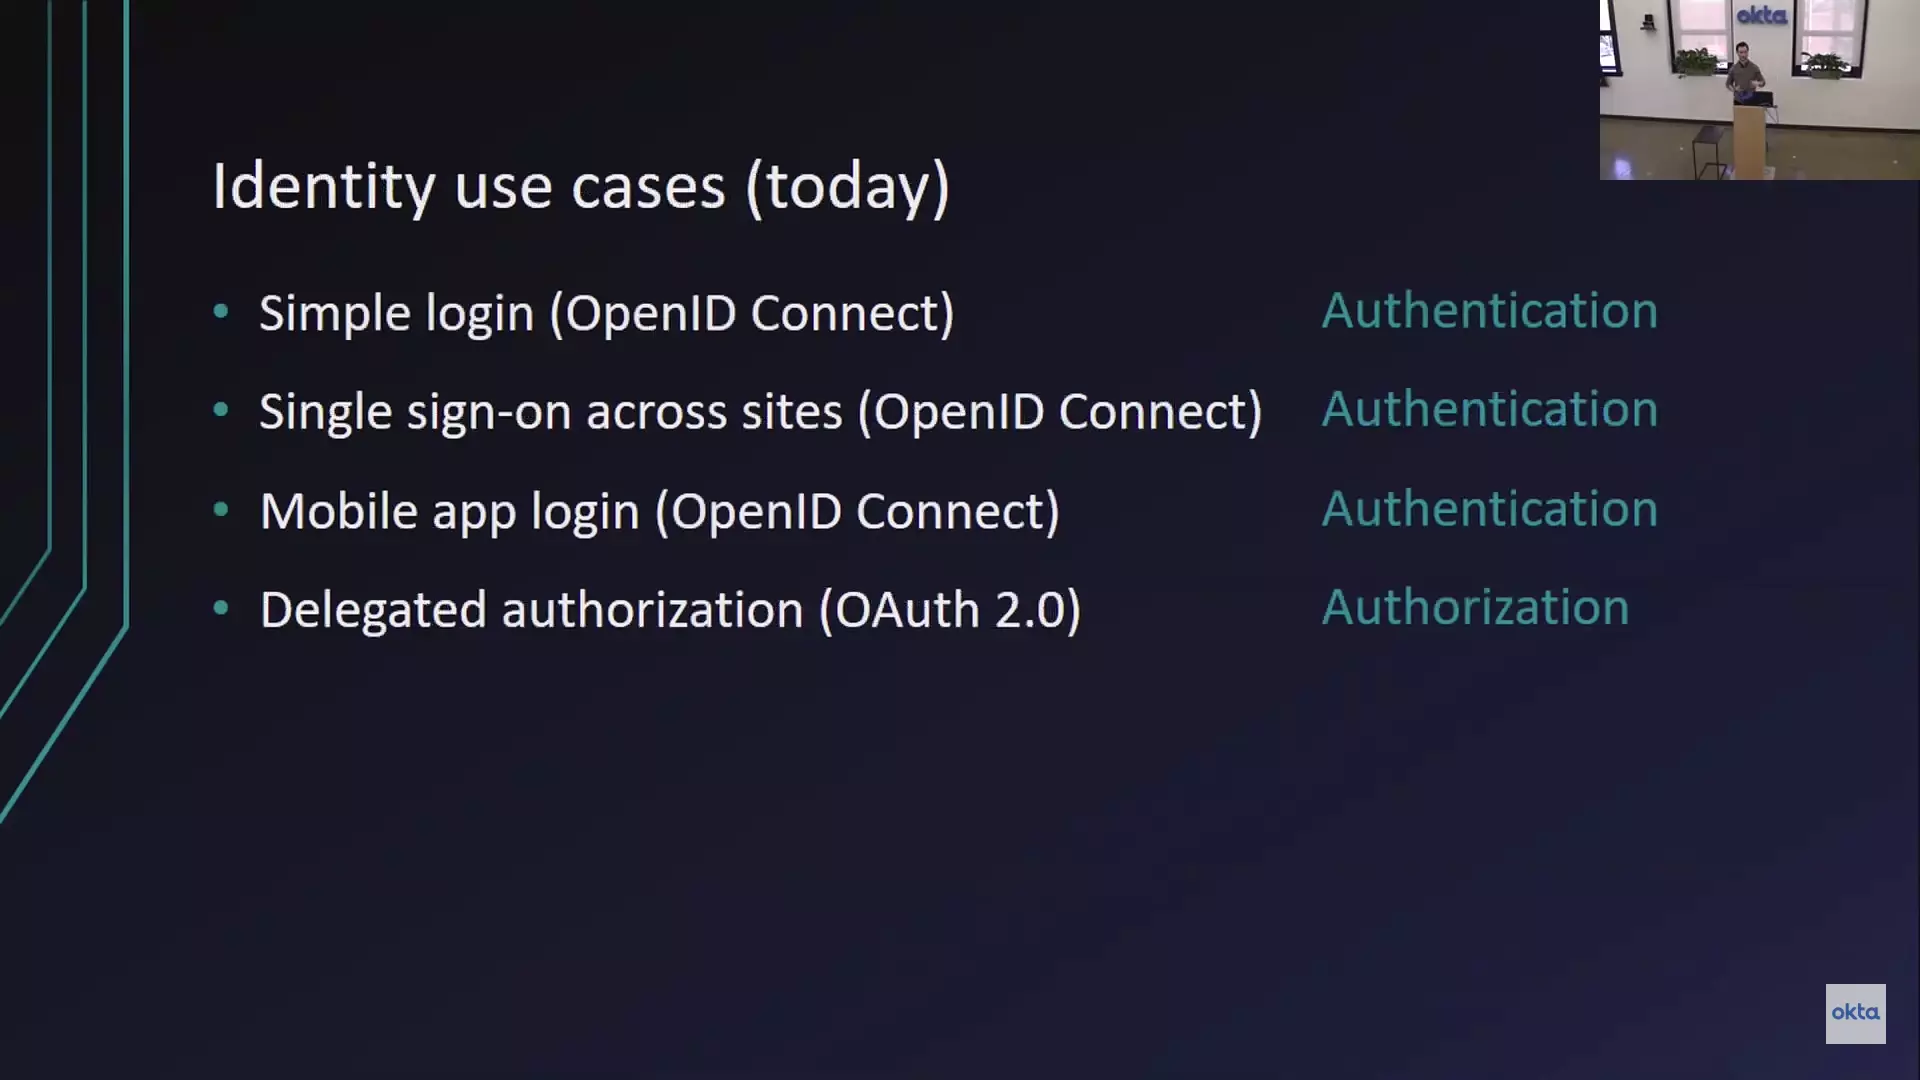 okta
Identity use cases (today)
• Simple login (OpenID Connect) Authentication
• Single sign-on across sites (OpenID Connect) Authentication
• Mobile app login (OpenID Connect) Authentication
• Delegated authorization (OAuth 2.0) Authorization
okta